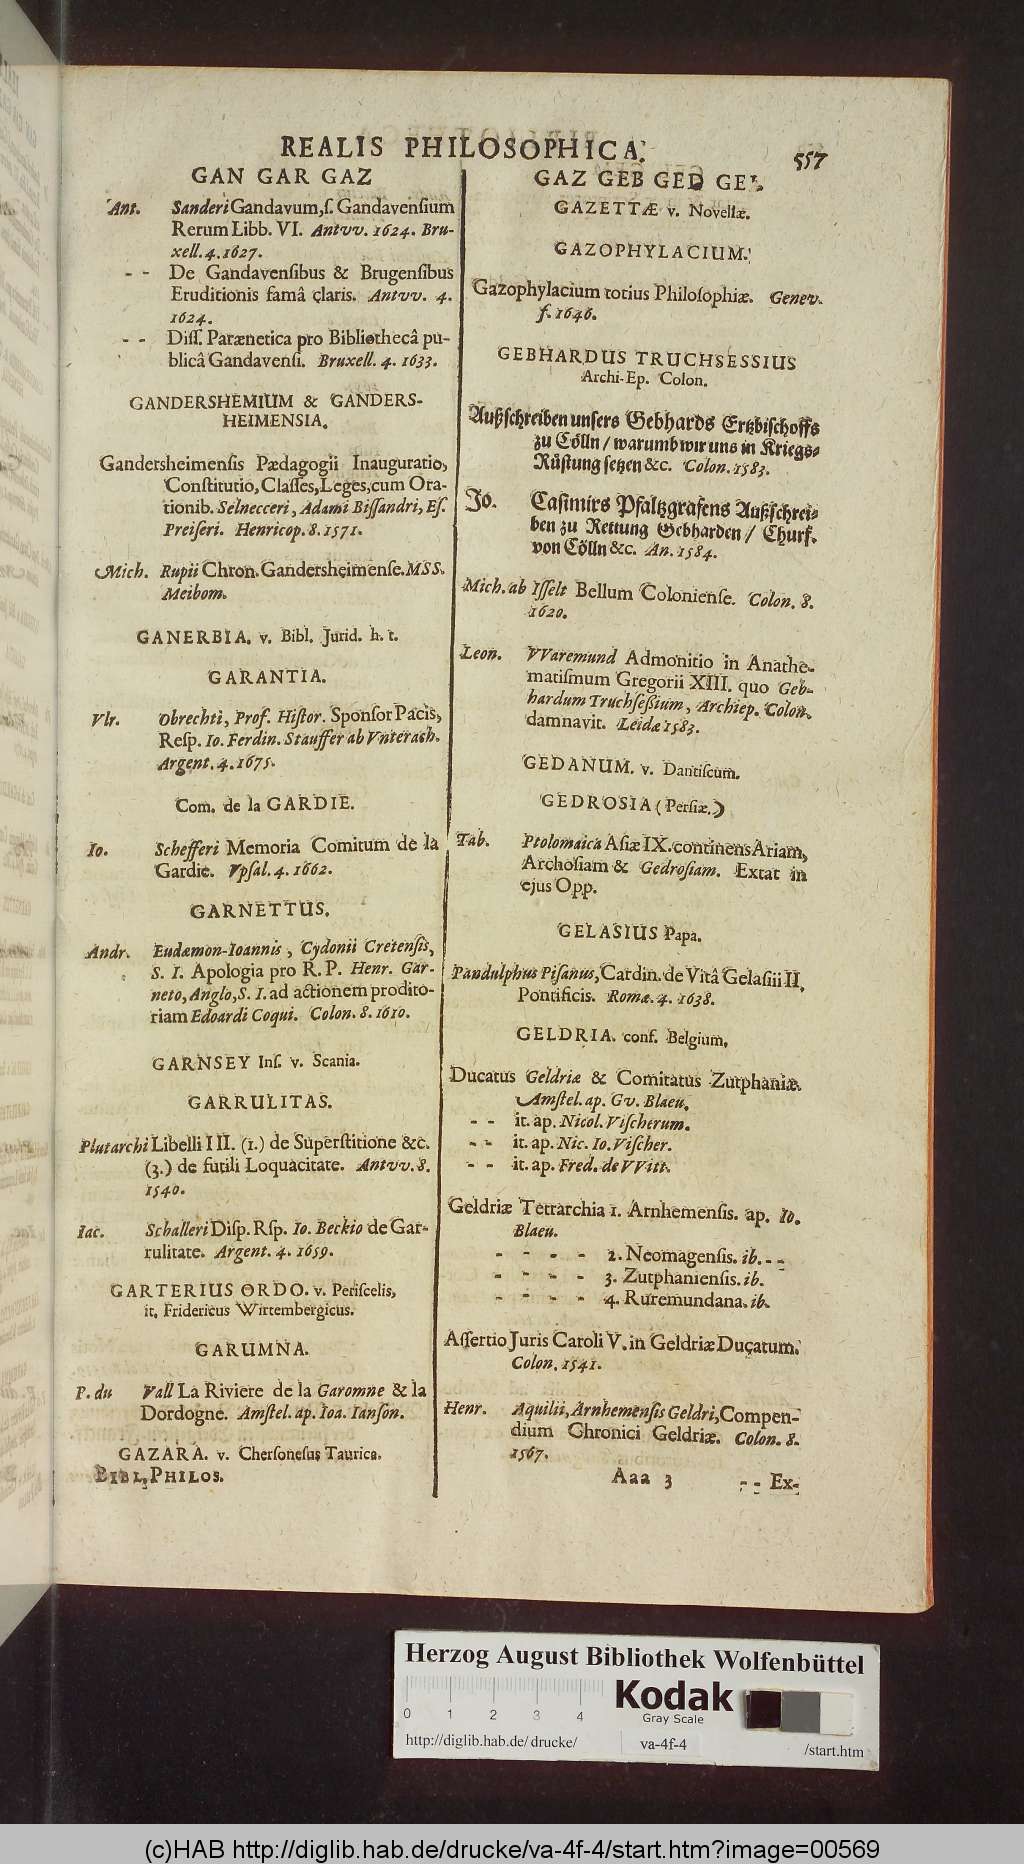 REALIS PHILOSOPHICA.
557
GAN GAR GAZ
Ant. Sanderi Gandavum, ſ. Gandavenſium
Rerum Libb. VI. Antvv. 1624. Bru-
xell. 4. 1627.
- - De Gandavenſibus & Brugenſibus
Eruditionis famâ claris. Antvv. 4.
1624.
- - Diſſ. Parænetica pro Bibliothecâ pu-
blicâ Gandavenſi. Bruxell. 4. 1633.
GANDERSHEMIUM & GANDERS-
HEIMENSIA.
Gandersheimenſis Pædagogii Inauguratio,
Conſtitutio, Claſſes, Leges, cum Ora-
tionib. Selnecceri, Adami Biſſandri, Eſ.
Preiſeri. Henricop. 8. 1571.
Mich. Rupii Chron. Gandersheimenſe. MSS.
Meibom.
GANERBIA. v. Bibl. Jurid. h. t.
GARANTIA.
Vlr. Obrechti, Prof. Hiſtor. Sponſor Pacis,
Reſp. Io. Ferdin. Stauffer ab Vnterach.
Argent. 4. 1675.
Com. de la GARDIE.
Io. Schefferi Memoria Comitum de la
Gardie. Vpſal. 4. 1662.
GARNETTUS.
Andr. Eudæmon-Ioannis, Cydonii Cretenſis,
S. I. Apologia pro R. P. Henr. Gar-
neto, Anglo, S. I. ad actionem prodito-
riam Edoardi Coqui. Colon. 8. 1610.
GARNSEY Inſ. v. Scania.
GARRULITAS.
Plutarchi Libelli III. (1.) de Superſtitione &c.
(3.) de futili Loquacitate. Antvv. 8.
1540.
Iac. Schalleri Diſp. Rſp. Io. Beckio de Gar-
rulitate. Argent. 4. 1659.
GARTERIUS ORDO. v. Periſcelis,
it. Fridericus Wirtembergicus.
GARUMNA.
P. du Vall La Riviere de la Garomne & la
Dordogne. Amſtel. ap. Ioa. Ianſon.
GAZARA. v. Cherſoneſus Taurica.
BIBL. PHILOS.
GAZ GEB GED GEL.
GAZETTÆ v. Novellæ.
GAZOPHYLACIUM.
Gazophylacium totius Philoſophiæ. Genev.
f. 1646.
GEBHARDUS TRUCHSESSIUS
Archi-Ep. Colon.
Außſchreiben unſers Gebhards Ertzbiſchoffs
zu Cölln / warumb wir uns in Kriegs-
Rüſtung ſetzen &c. Colon. 1583.
Jo. Caſimirs Pfaltzgrafens Außſchrei-
ben zu Rettung Gebharden / Churf.
von Cölln &c. An. 1584.
Mich. ab Iſſelt Bellum Colonienſe. Colon. 8.
1620.
Leon. VVaremund Admonitio in Anathe-
matiſmum Gregorii XIII. quo Geb-
hardum Truchſeßium, Archiep. Colon.
damnavit. Leidæ 1583.
GEDANUM. v. Dantiſcum.
GEDROSIA (Perſiæ.)
Tab. Ptolomaica Aſiæ IX. continens Ariam,
Archoſiam & Gedroſiam. Extat in
ejus Opp.
GELASIUS Papa.
Pandulphus Piſanus, Cardin. de Vitâ Gelaſii II,
Pontificis. Romæ. 4. 1638.
GELDRIA. conf. Belgium.
Ducatus Geldriæ & Comitatus Zutphaniæ.
Amſtel. ap. Gv. Blaeu.
- - it. ap. Nicol. Viſcherum.
- - it. ap. Nic. Io. Viſcher.
- - it. ap. Fred. de VVitt.
Geldriæ Tetrarchia 1. Arnhemenſis. ap. Io.
Blaeu.
- - - - 2. Neomagenſis. ib. - -
- - - - 3. Zutphanienſis. ib.
- - - - 4. Ruremundana. ib.
Aſſertio Juris Caroli V. in Geldriæ Ducatum.
Colon. 1541.
Henr. Aquilii, Arnhemenſis Geldri, Compen-
dium Chronici Geldriæ. Colon. 8.
1567.
Aaa 3 - - Ex-
Herzog August Bibliothek Wolfenbüttel
0 1 2 3 4
Kodak
Gray Scale
http://diglib.hab.de/drucke/ va-4f-4 /start.htm
(c)HAB http://diglib.hab.de/drucke/va-4f-4/start.htm?image=00569